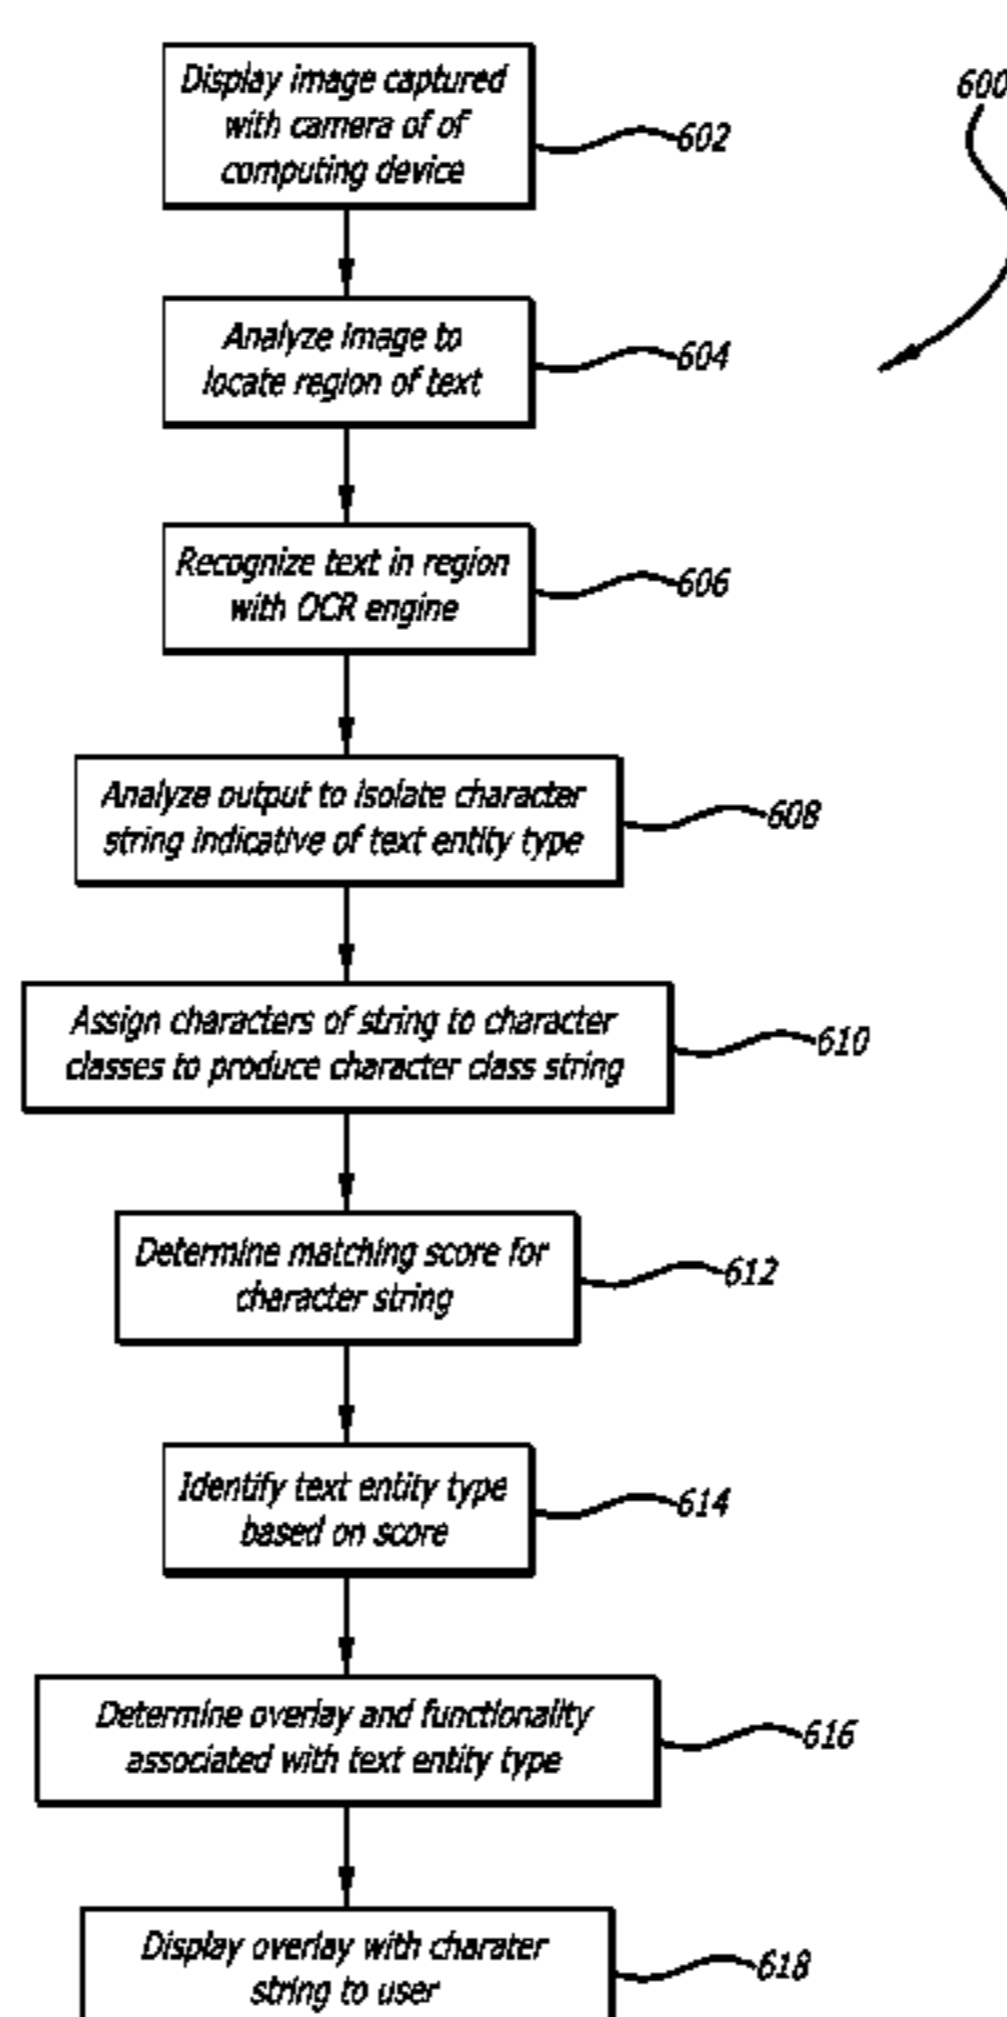 600
Display image captured
with camera of of
computing device
602
Analyze image to
locate region of text
604
Recognize text in region
with OCR engine
606
Analyze output to isolate character
string indicative of text entity type
608
Assign characters of string to character
classes to produce character class string
610
Determine matching score for
character string
612
Identify text entity type
based on score
614
Determine overlay and functionality
associated with text entity type
616
Display overlay with charater
string to user
618